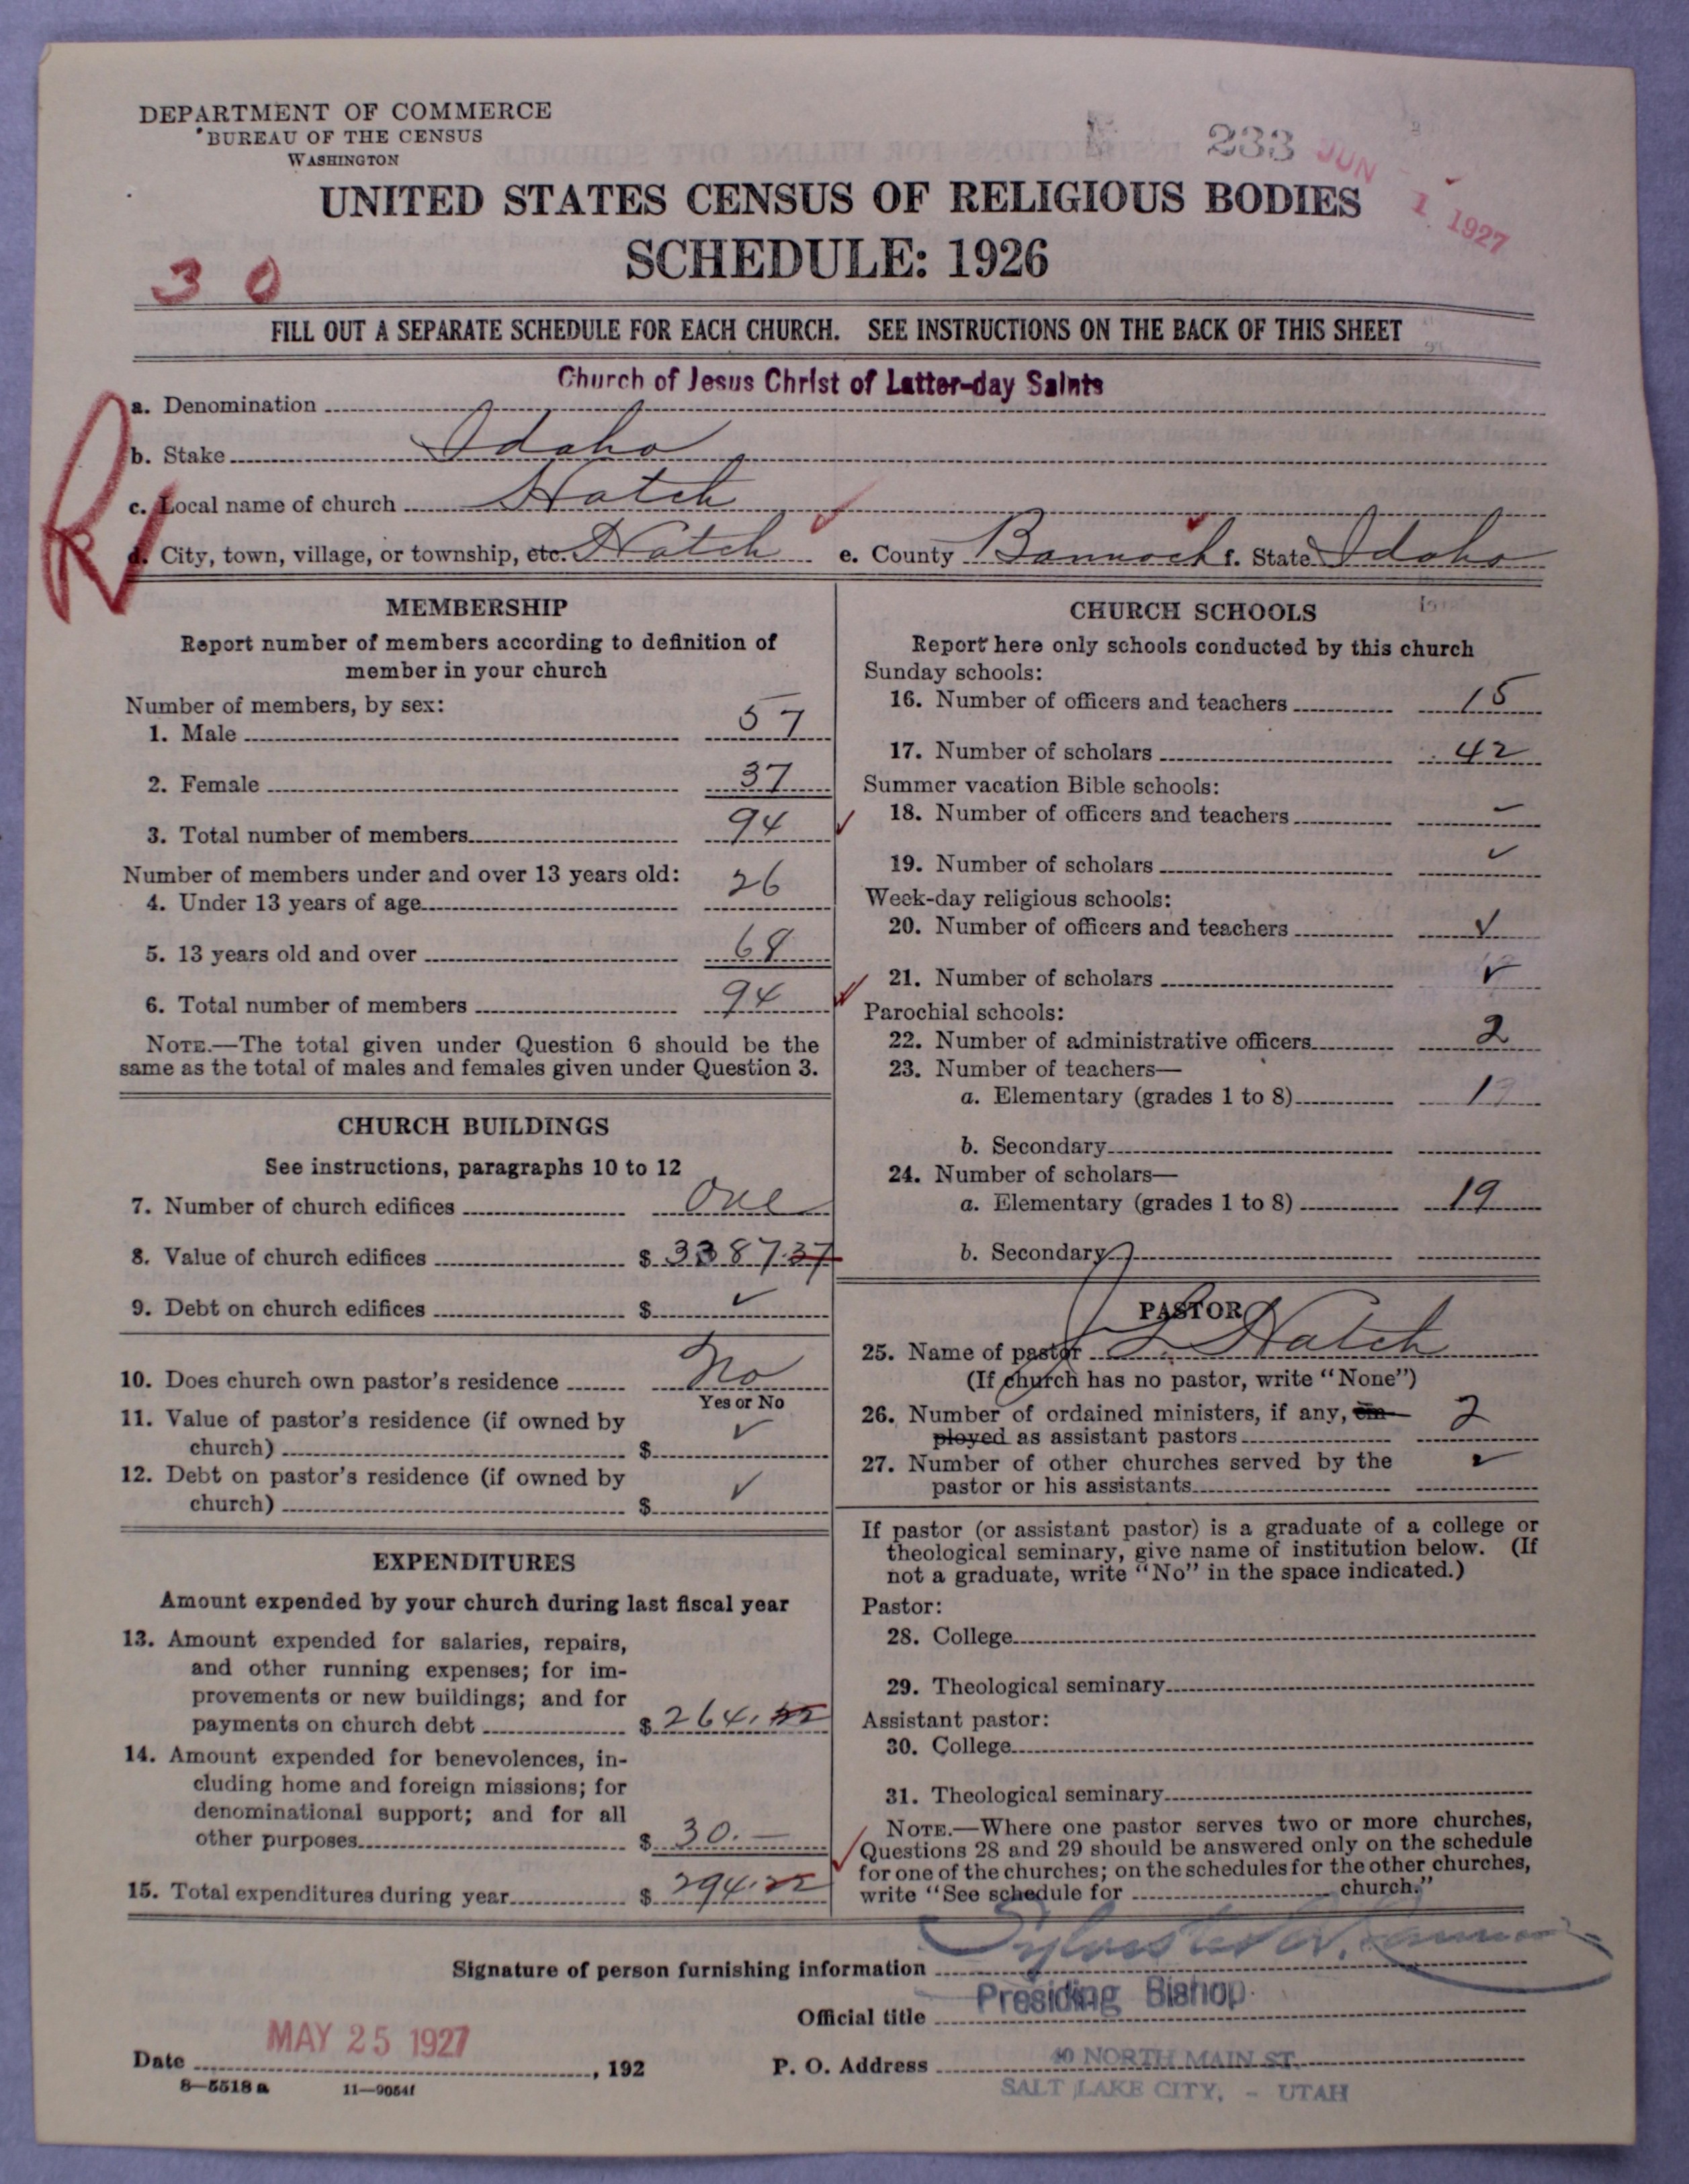 DEPARTMENT OF COMMERCE
BUREAU OF THE CENSUS
WASHINGTON
233
JUN 1 1927
UNITED STATES CENSUS OF RELIGIOUS BODIES
SCHEDULE: 1926
3 0
FILL OUT A SEPARATE SCHEDULE FOR EACH CHURCH. SEE INSTRUCTIONS ON THE BACK OF THIS SHEET
a. Denomination Church of Jesus Christ of Latter-day Saints
b. Stake Idaho
c. Local name of church Hatch
d. City, town, village, or township, etc. Hatch e. County Bannock f. State Idaho
MEMBERSHIP
Report number of members according to definition of
member in your church
Number of members, by sex:
1. Male 57
2. Female 37
3. Total number of members 94
Number of members under and over 13 years old:
4. Under 13 years of age 26
5. 13 years old and over 68
6. Total number of members 94
NOTE.—The total given under Question 6 should be the
same as the total of males and females given under Question 3.
CHURCH BUILDINGS
See instructions, paragraphs 10 to 12
7. Number of church edifices One
8. Value of church edifices $ 3387.37
9. Debt on church edifices $ ✓
10. Does church own pastor's residence No
Yes or No
11. Value of pastor's residence (if owned by
church) $ ✓
12. Debt on pastor's residence (if owned by
church) $ ✓
EXPENDITURES
Amount expended by your church during last fiscal year
13. Amount expended for salaries, repairs,
and other running expenses; for im-
provements or new buildings; and for
payments on church debt $ 264.22
14. Amount expended for benevolences, in-
cluding home and foreign missions; for
denominational support; and for all
other purposes $ 30.—
15. Total expenditures during year $ 294.22
CHURCH SCHOOLS
Report here only schools conducted by this church
Sunday schools:
16. Number of officers and teachers 15
17. Number of scholars 42
Summer vacation Bible schools:
18. Number of officers and teachers –
19. Number of scholars ✓
Week-day religious schools:
20. Number of officers and teachers ✓
21. Number of scholars ✓
Parochial schools:
22. Number of administrative officers 2
23. Number of teachers—
a. Elementary (grades 1 to 8) 1
b. Secondary
24. Number of scholars—
a. Elementary (grades 1 to 8) 19
b. Secondary
PASTOR
25. Name of pastor Hatch
(If church has no pastor, write "None")
26. Number of ordained ministers, if any, em-
ployed as assistant pastors 2
27. Number of other churches served by the
pastor or his assistants ✓
If pastor (or assistant pastor) is a graduate of a college or
theological seminary, give name of institution below. (If
not a graduate, write "No" in the space indicated.)
Pastor:
28. College
29. Theological seminary
Assistant pastor:
30. College
31. Theological seminary
NOTE.—Where one pastor serves two or more churches,
Questions 28 and 29 should be answered only on the schedule
for one of the churches; on the schedules for the other churches,
write "See schedule for church."
Signature of person furnishing information Sylvester Q. Cannon
Official title Presiding Bishop
Date MAY 25 1927 , 192 P. O. Address 40 NORTH MAIN ST.
SALT LAKE CITY, - UTAH
8—5518 a 11—9054f